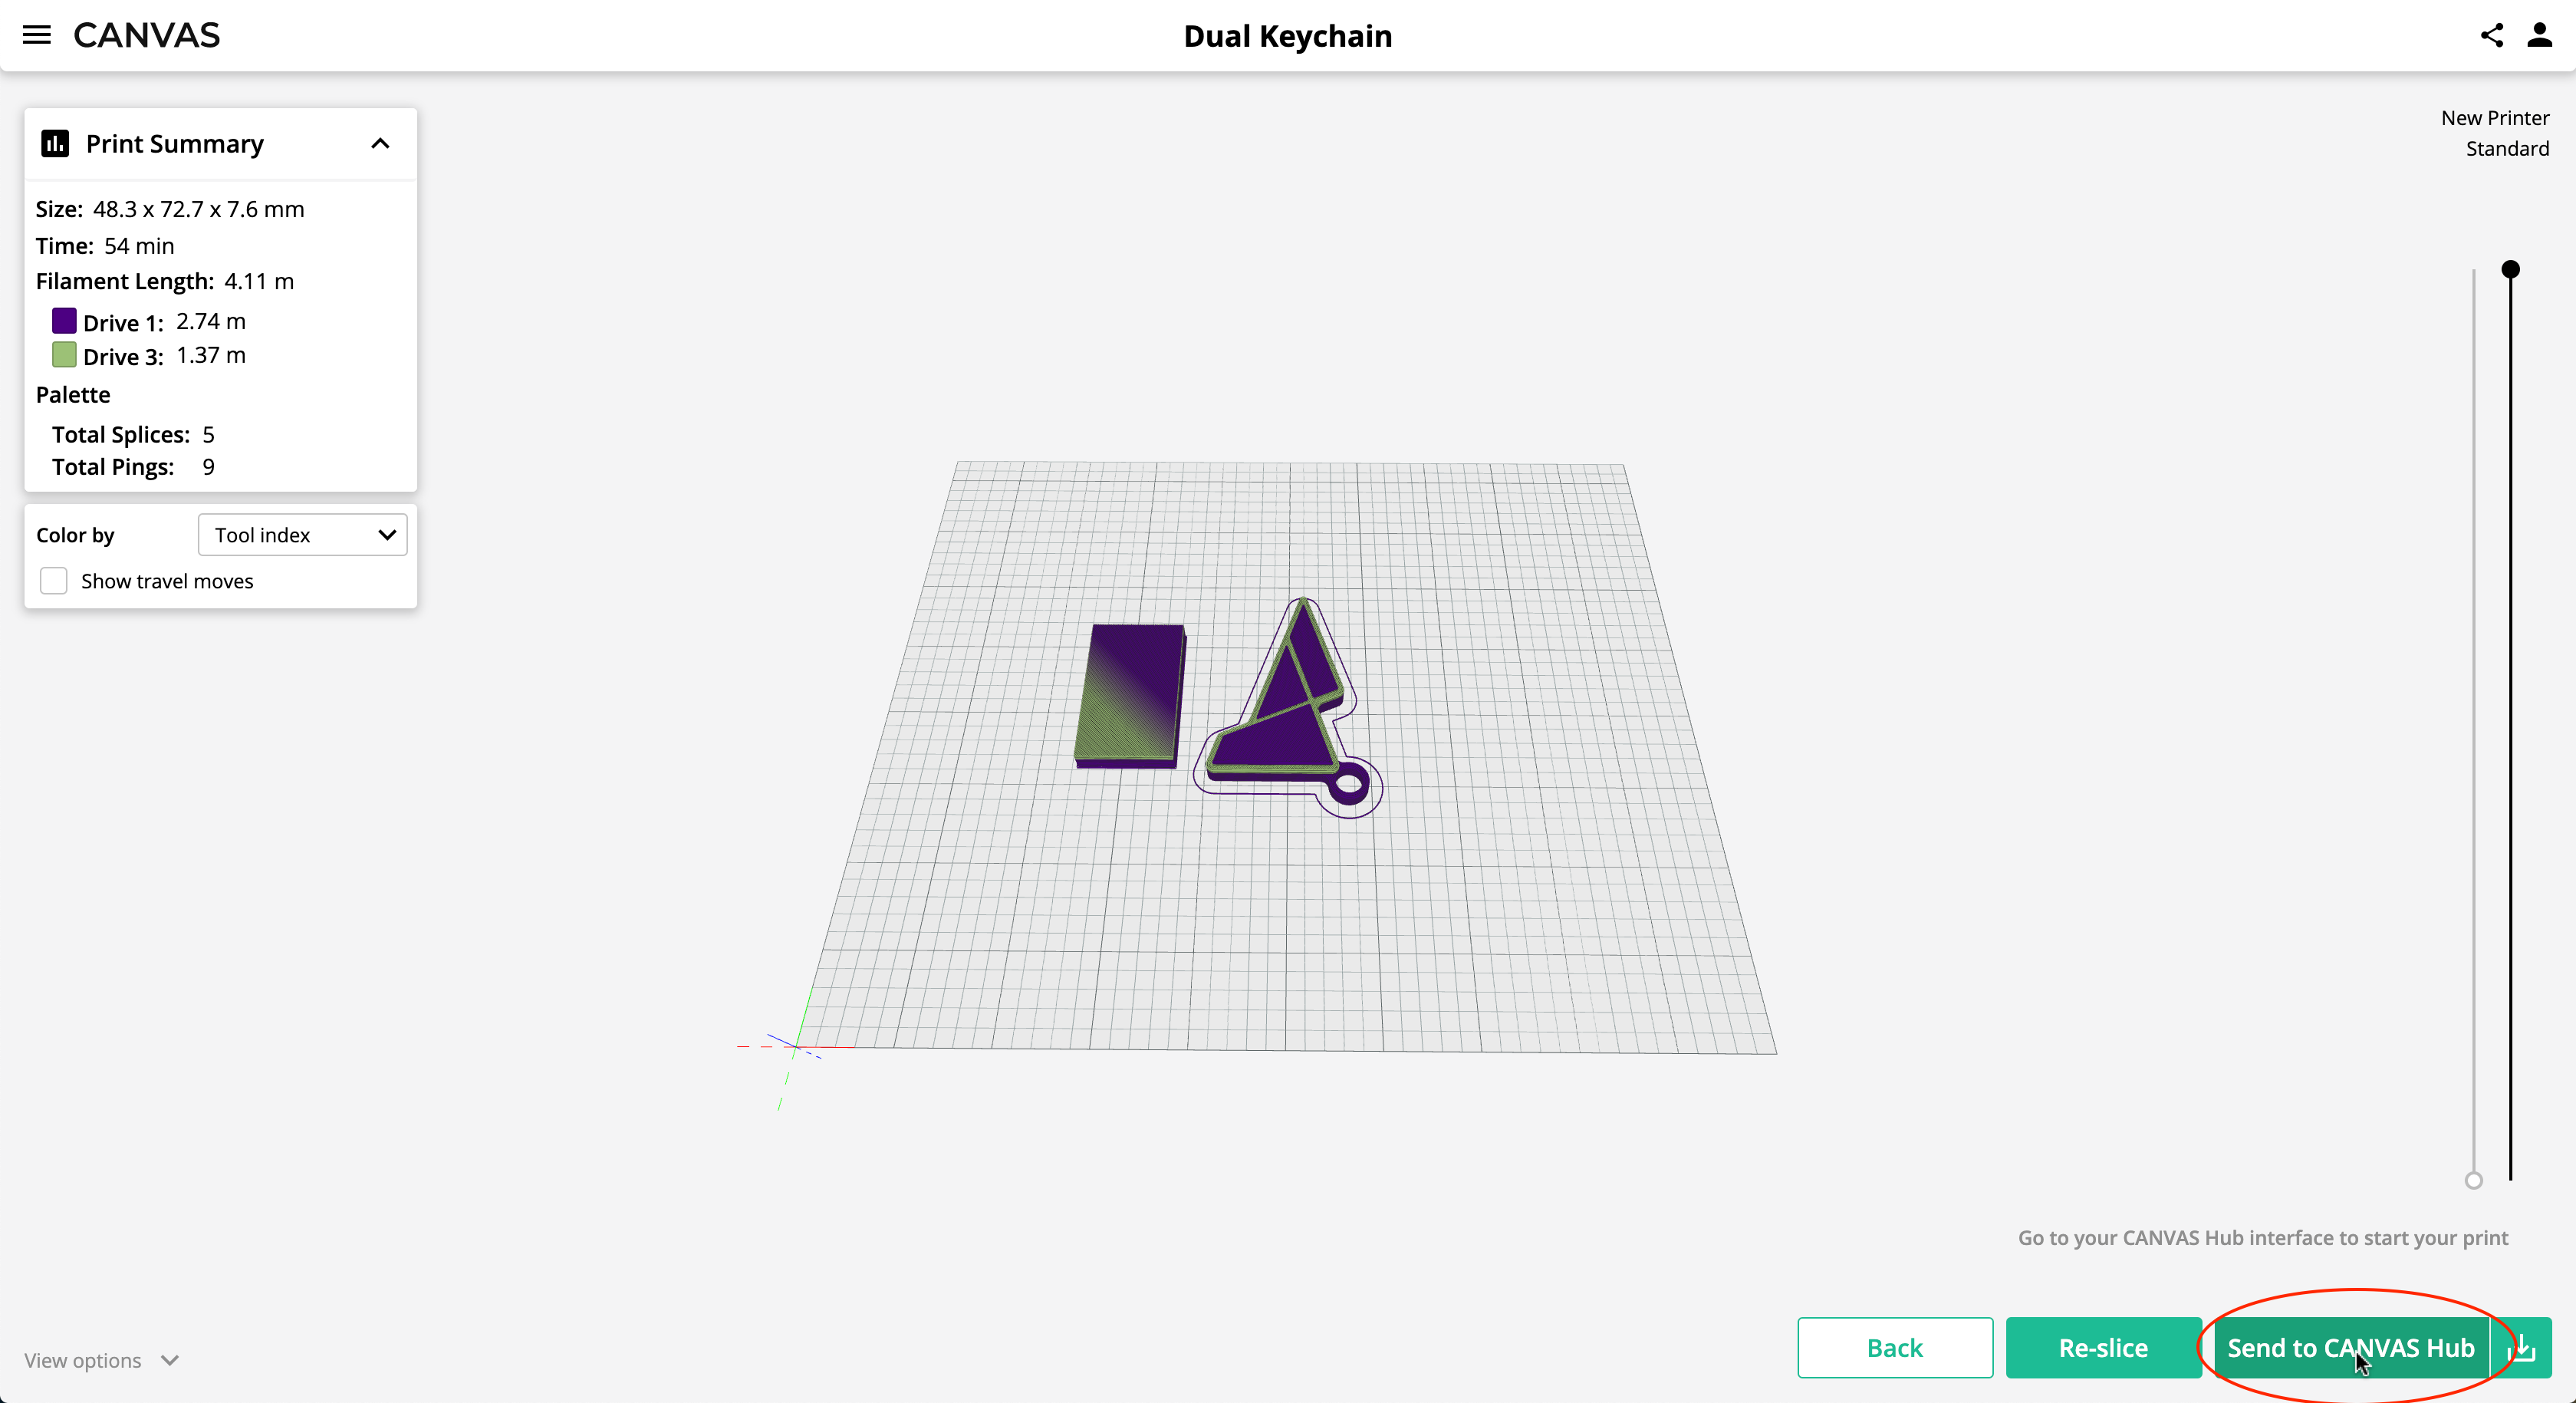 CANVAS
Dual Keychain
New Printer
Standard
Print Summary
Size: 48.3 x 72.7 x 7.6 mm
Time: 54 min
Filament Length: 4.11 m
Drive 1: 2.74 m
Drive 3: 1.37 m
Palette
Total Splices: 5
Total Pings: 9
Color by Tool index
Show travel moves
Go to your CANVAS Hub interface to start your print
View options
Back Re-slice Send to CANVAS Hub